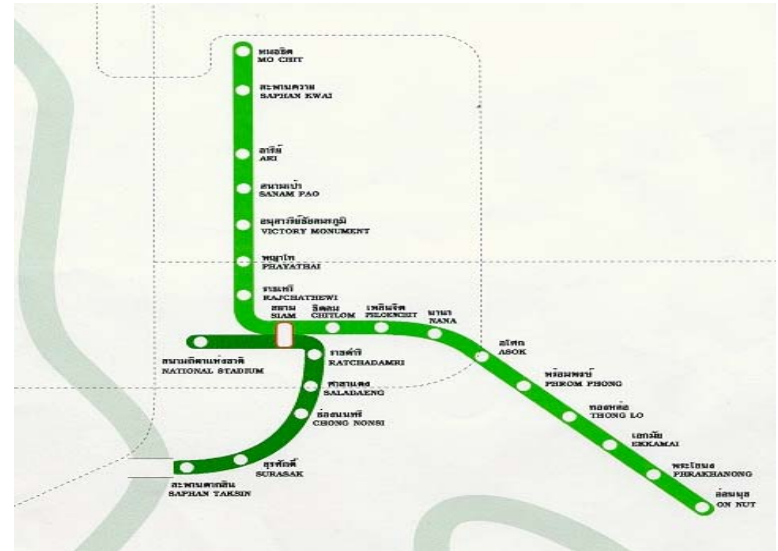 หมอชิต
MO CHIT
สะพานควาย
SAPHAN KWAI
อารีย์
ARI
สนามเป้า
SANAM PAO
อนุสาวรีย์ชัยสมรภูมิ
VICTORY MONUMENT
พญาไท
PHAYATHAI
ราชเทวี
RAJCHATHEWI
สยาม
SIAM
ชิดลม
CHITLOM
เพลินจิต
PHLOENCHIT
นานา
NANA
อโศก
ASOK
สนามกีฬาแห่งชาติ
NATIONAL STADIUM
ราชดำริ
RATCHADAMRI
พร้อมพงษ์
PHROM PHONG
ศาลาแดง
SALADAENG
ทองหล่อ
THONG LO
ช่องนนทรี
CHONG NONSI
เอกมัย
EKKAMAI
สุรศักดิ์
SURASAK
พระโขนง
PHRAKHANONG
สะพานตากสิน
SAPHAN TAKSIN
อ่อนนุช
ON NUT